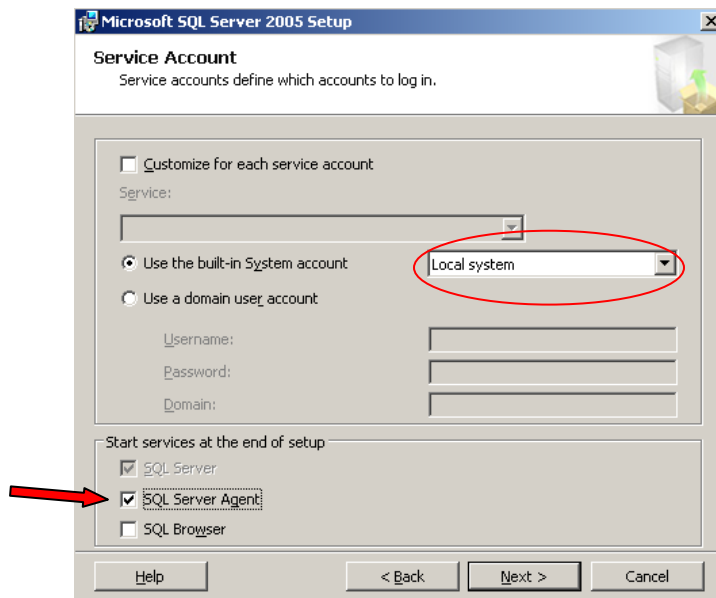 Microsoft SQL Server 2005 Setup
Service Account
Service accounts define which accounts to log in.
Customize for each service account
Service:
Use the built-in System account
Local system
Use a domain user account
Username:
Password:
Domain:
Start services at the end of setup
SQL Server
SQL Server Agent
SQL Browser
Help
< Back
Next >
Cancel